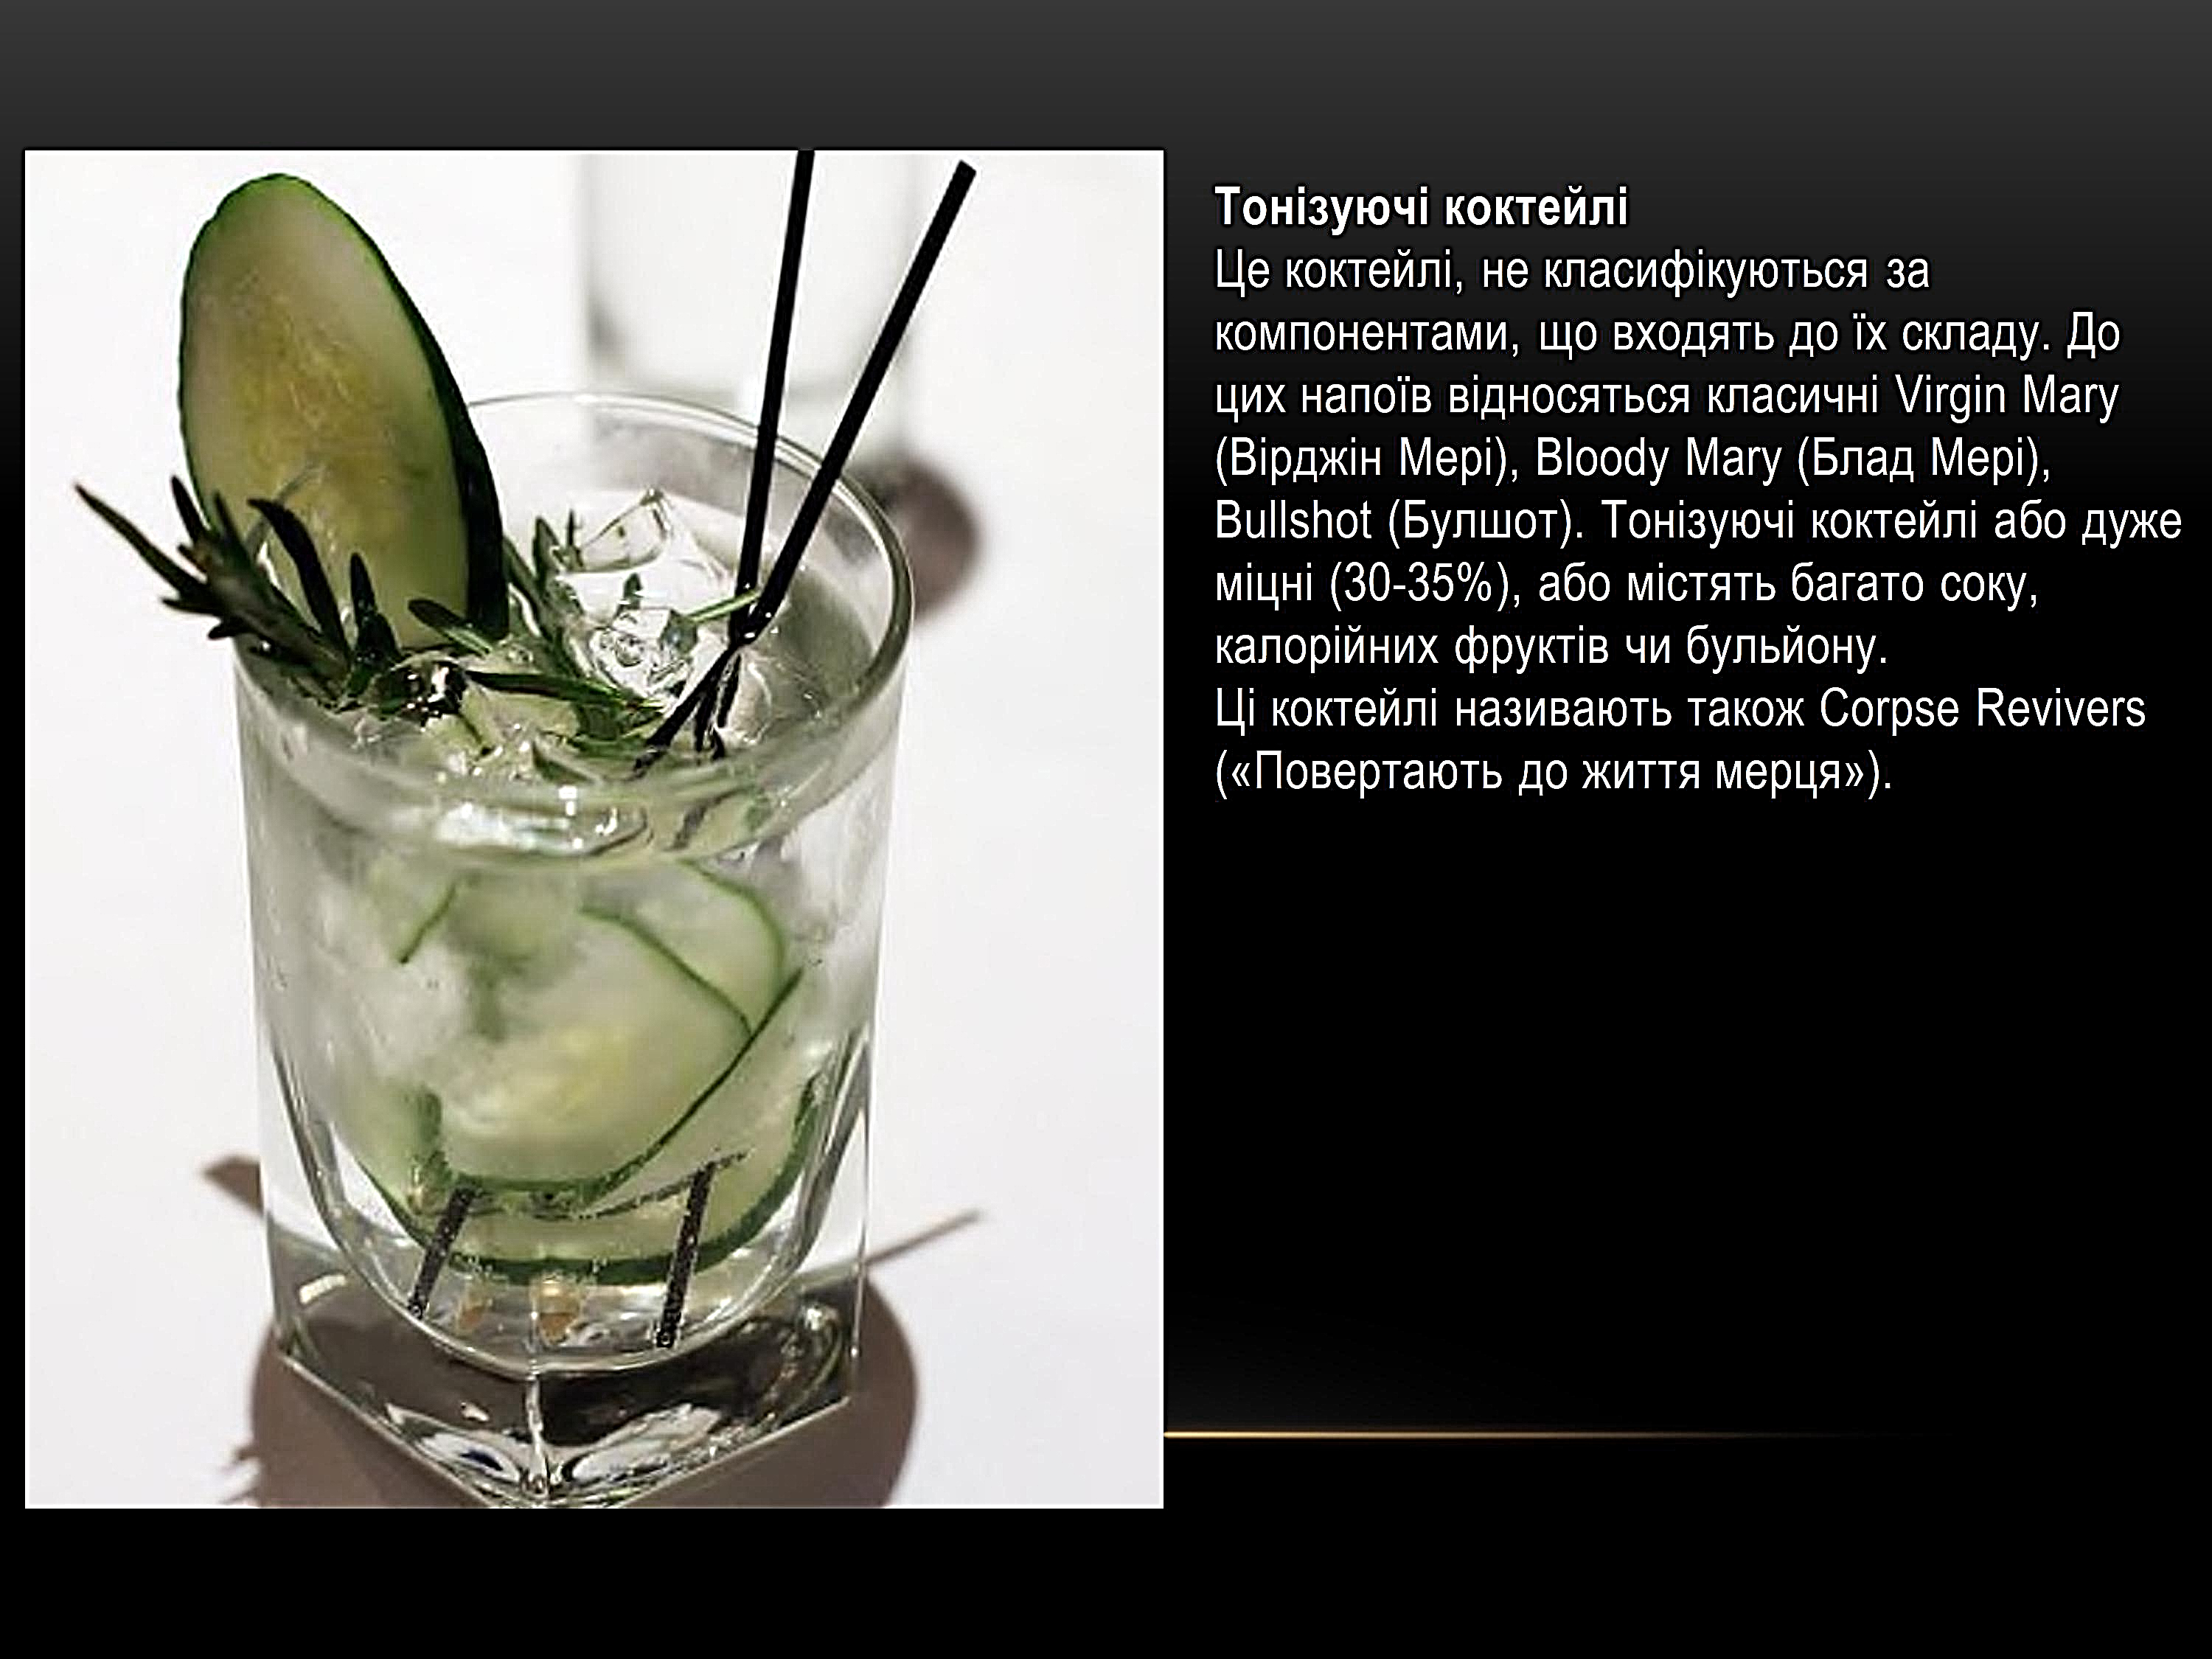 Тонізуючі коктейлі
Це коктейлі, не класифікуються за
компонентами, що входять до їх складу. До
цих напоїв відносяться класичні Virgin Mary
(Вірджін Мері), Bloody Mary (Блад Мері),
Bullshot (Булшот). Тонізуючі коктейлі або дуже
міцні (30-35%), або містять багато соку,
калорійних фруктів чи бульйону.
Ці коктейлі називають також Corpse Revivers
(«Повертають до життя мерця»).